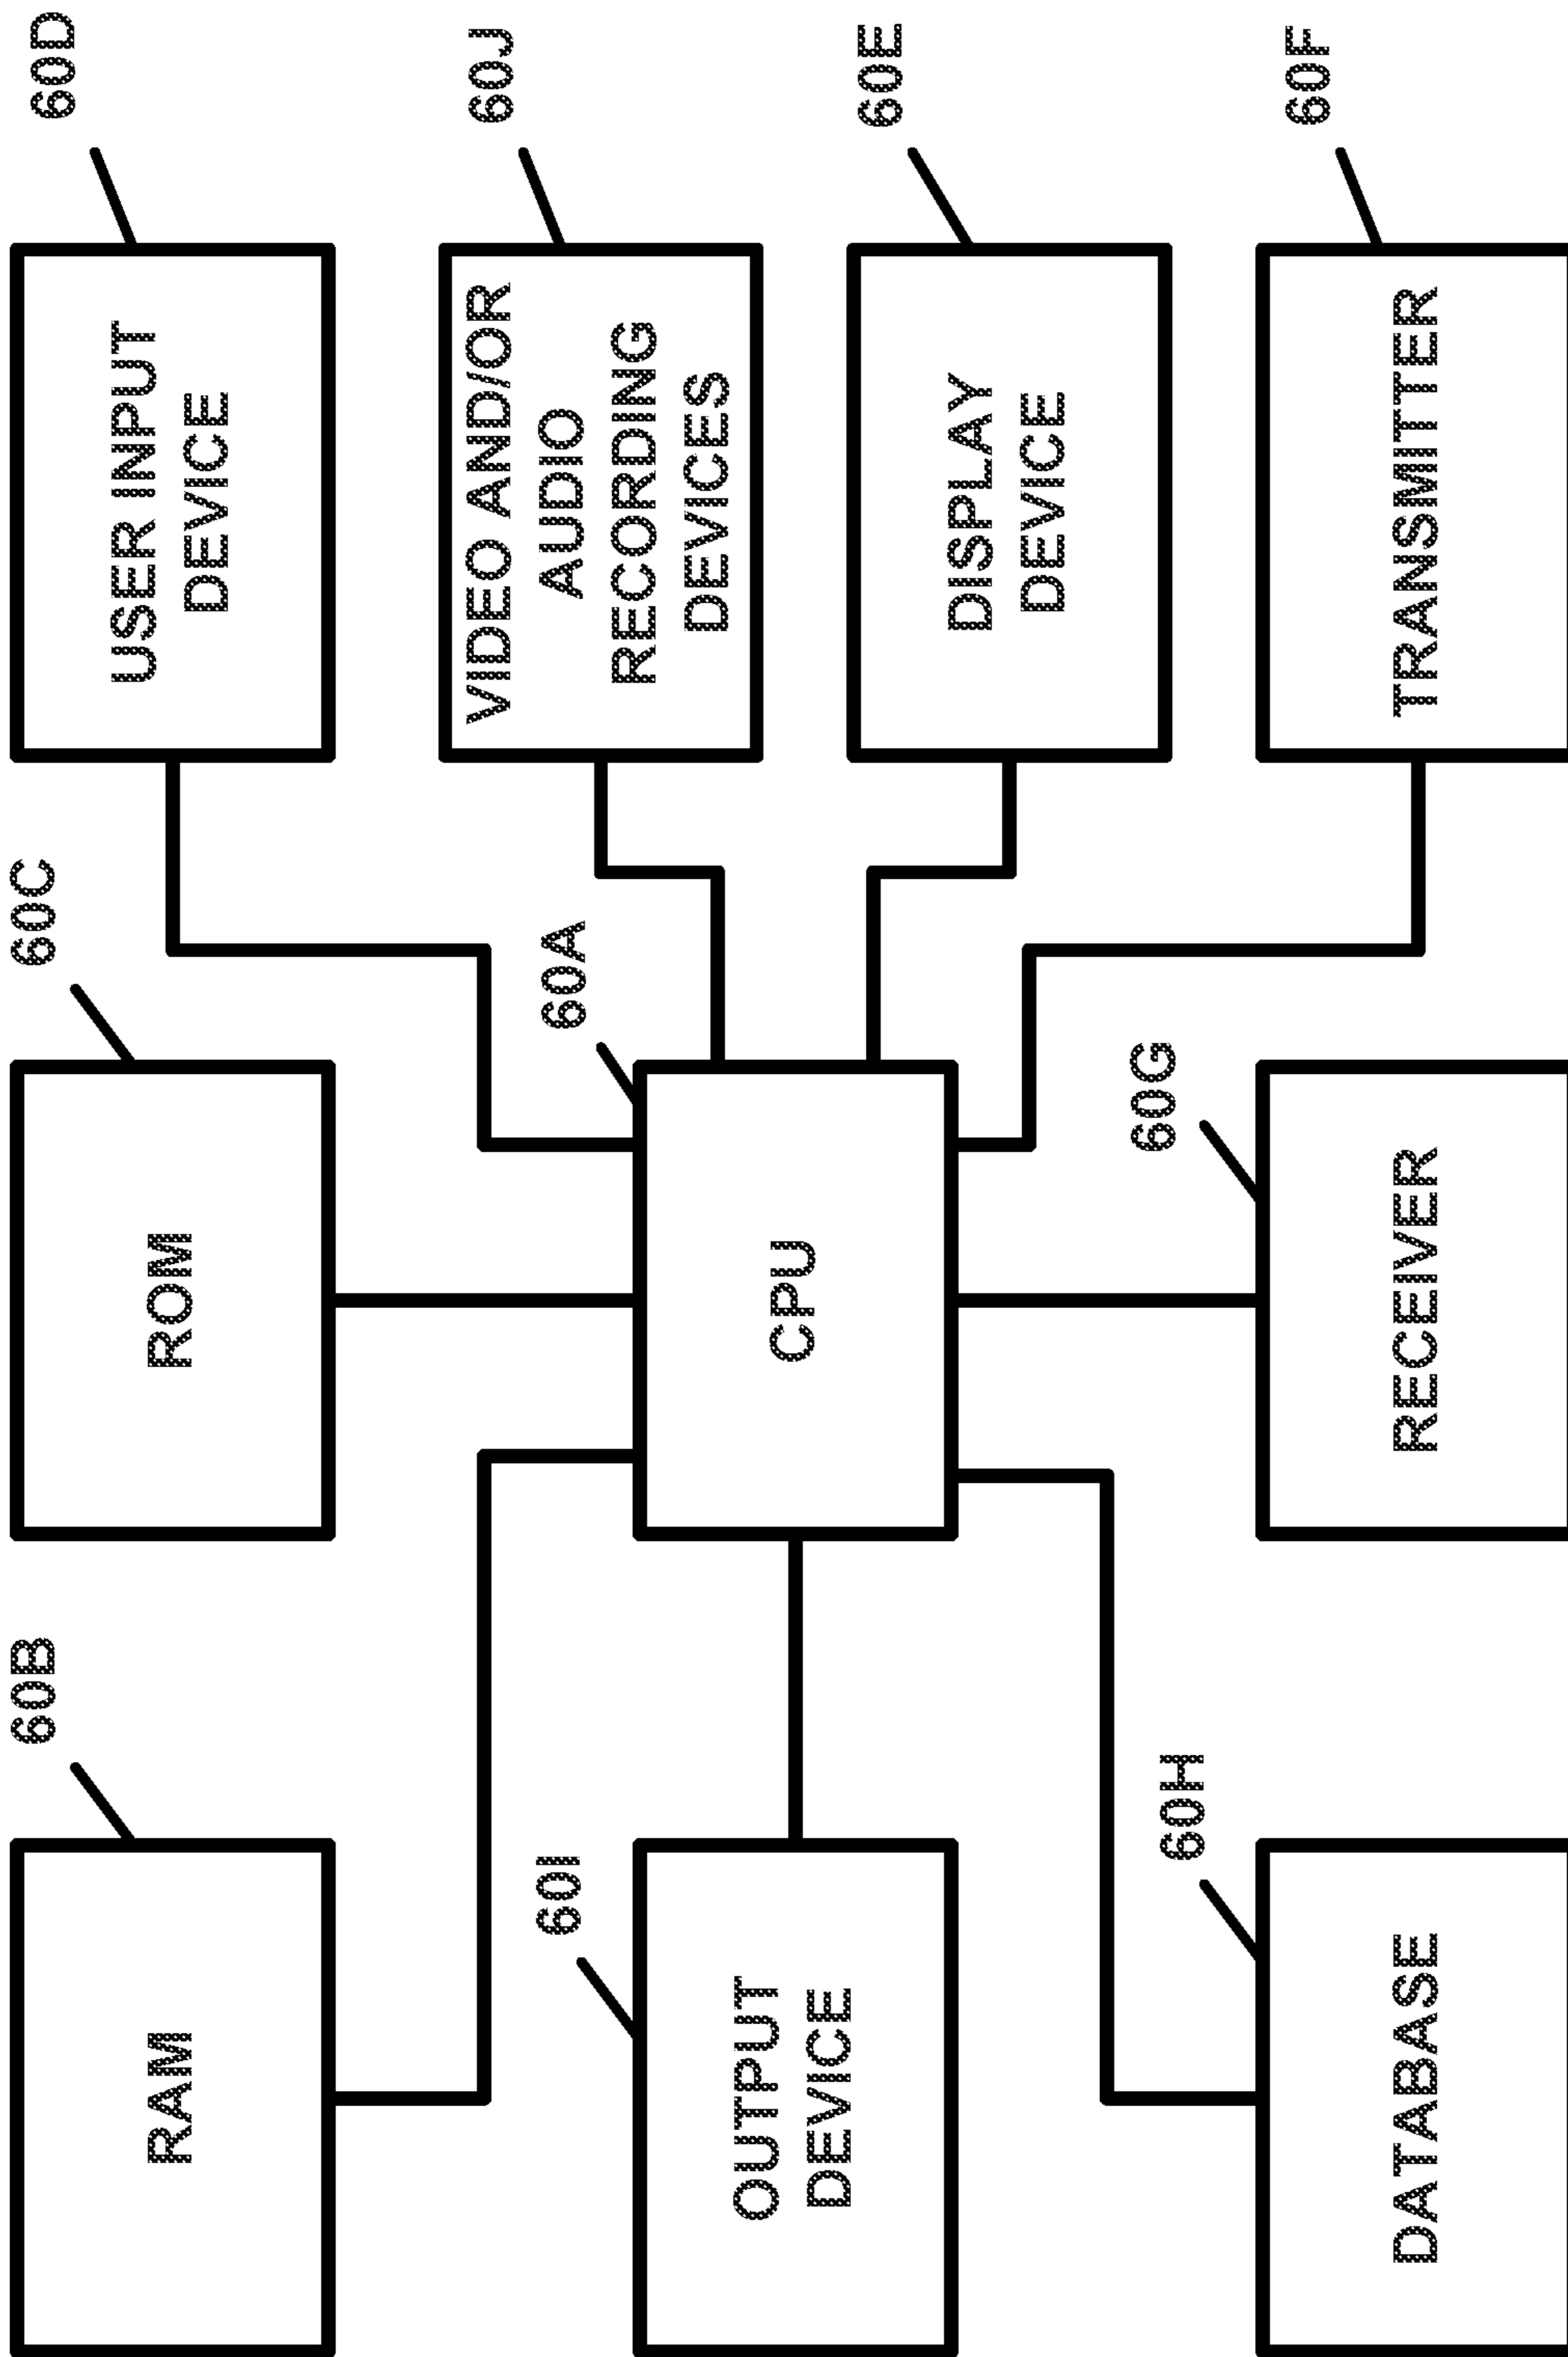 60B
RAM
60C
ROM
60D
USER INPUT
DEVICE
60I
OUTPUT
DEVICE
60A
CPU
60J
VIDEO AND/OR
AUDIO
RECORDING
DEVICES
60E
DISPLAY
DEVICE
60H
DATABASE
60G
RECEIVER
60F
TRANSMITTER